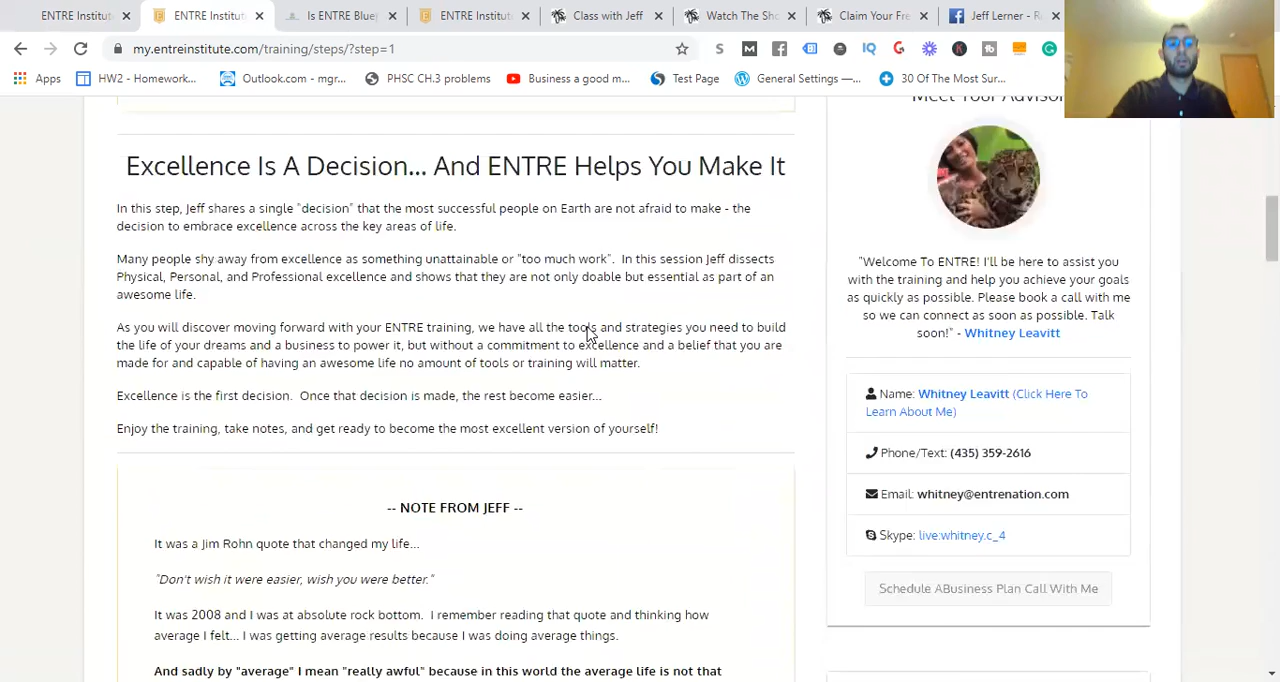 ENTRE Institut
ENTRE Institut
Is ENTRE Blue
ENTRE Institut
Class with Jeff
Watch The Sho
Claim Your Fre
Jeff Lerner - R
my.entreinstitute.com/training/steps/?step=1
Apps
HW2 - Homework...
Outlook.com - mgr...
PHSC CH.3 problems
Business a good m...
Test Page
General Settings —...
30 Of The Most Sur...
Excellence Is A Decision... And ENTRE Helps You Make It
In this step, Jeff shares a single "decision" that the most successful people on Earth are not afraid to make - the
decision to embrace excellence across the key areas of life.
Many people shy away from excellence as something unattainable or "too much work".  In this session Jeff dissects
Physical, Personal, and Professional excellence and shows that they are not only doable but essential as part of an
awesome life.
As you will discover moving forward with your ENTRE training, we have all the tools and strategies you need to build
the life of your dreams and a business to power it, but without a commitment to excellence and a belief that you are
made for and capable of having an awesome life no amount of tools or training will matter.
Excellence is the first decision.  Once that decision is made, the rest become easier...
Enjoy the training, take notes, and get ready to become the most excellent version of yourself!
-- NOTE FROM JEFF --
It was a Jim Rohn quote that changed my life...
"Don't wish it were easier, wish you were better."
It was 2008 and I was at absolute rock bottom.  I remember reading that quote and thinking how
average I felt... I was getting average results because I was doing average things.
And sadly by "average" I mean "really awful" because in this world the average life is not that
Meet Your Advisor
"Welcome To ENTRE! I'll be here to assist you
with the training and help you achieve your goals
as quickly as possible. Please book a call with me
so we can connect as soon as possible. Talk
soon!" - Whitney Leavitt
Name: Whitney Leavitt (Click Here To
Learn About Me)
Phone/Text: (435) 359-2616
Email: whitney@entrenation.com
Skype: live:whitney.c_4
Schedule ABusiness Plan Call With Me